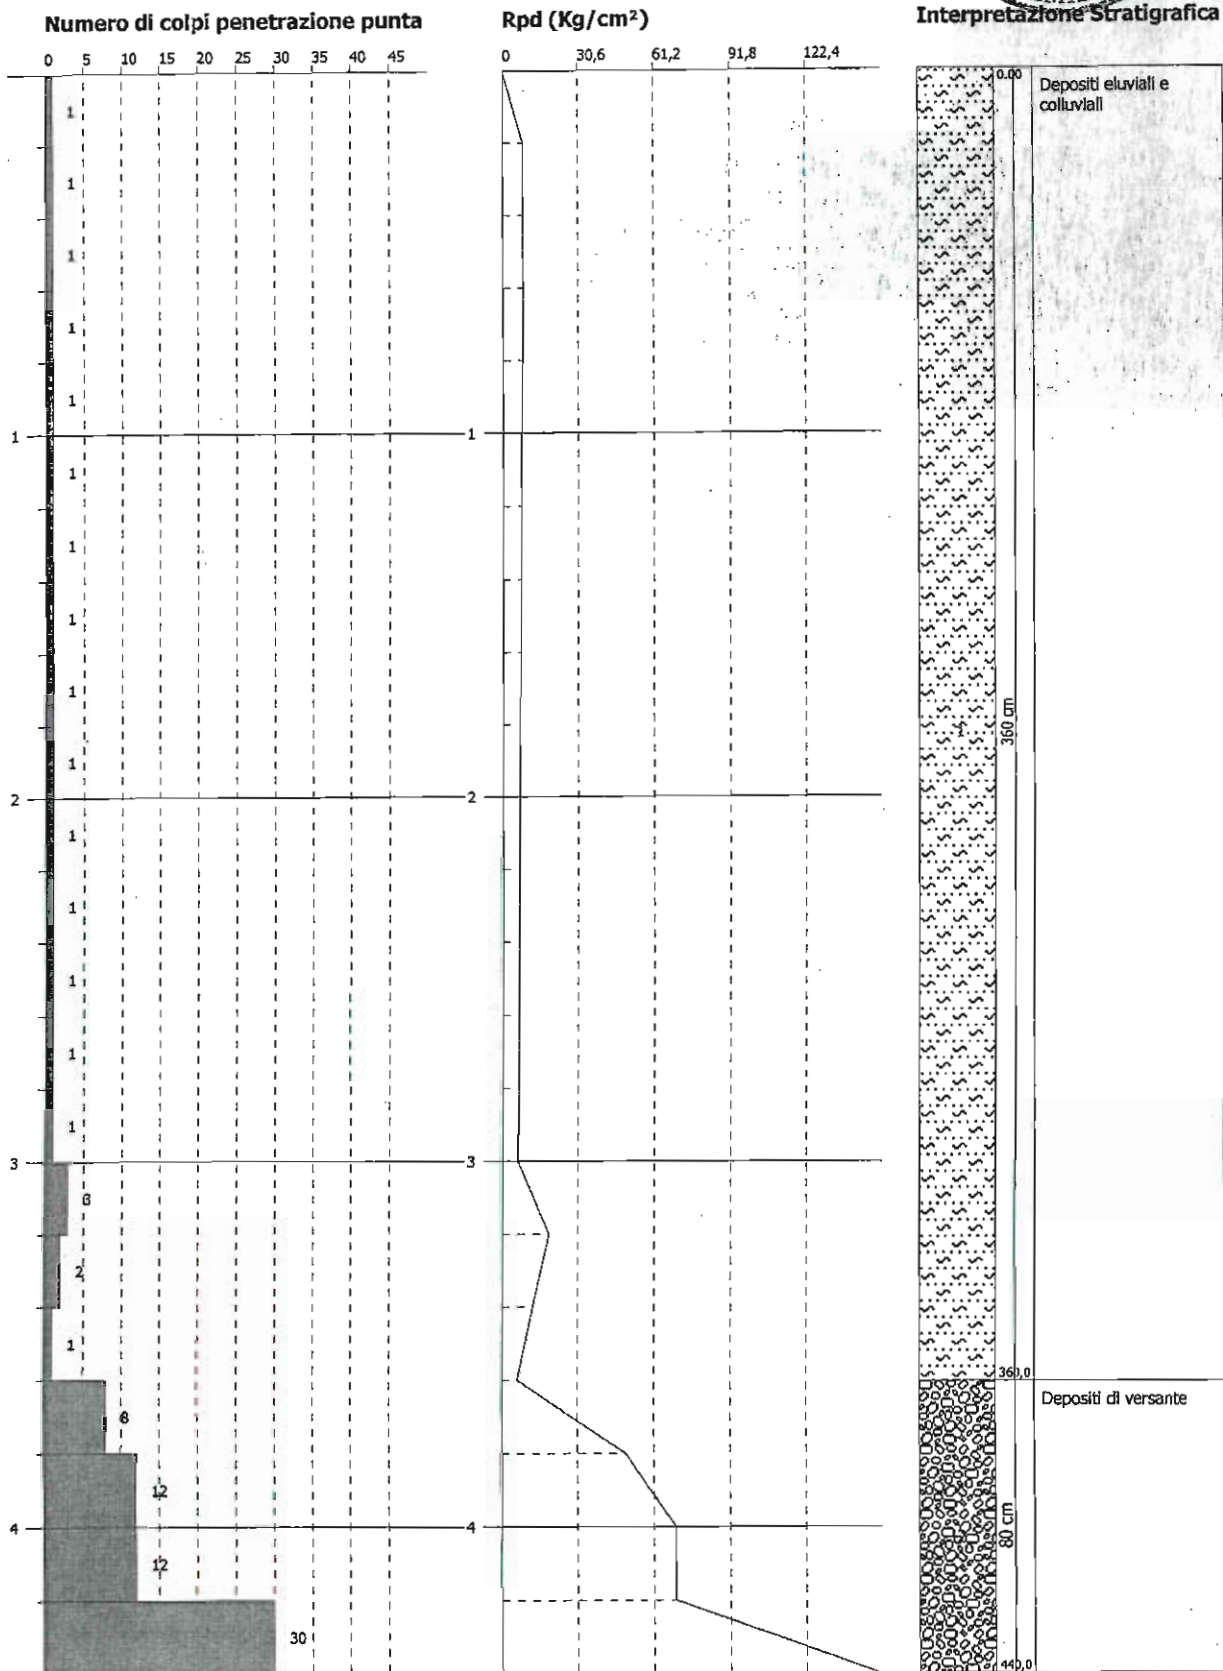 Numero di colpi penetrazione punta
Rpd (Kg/cm²)
Interpretazione Stratigrafica
0 5 10 15 20 25 30 35 40 45
0 30,6 61,2 91,8 122,4
0.00
Depositi eluviali e
colluviali
1
1
1
1
1
1 1
1
1
1
1
360 cm
1
2 2
1
1
1
1
1
3 3
3
2
1
360,0
Depositi di versante
8
12
4 4
80 cm
12
30
440,0